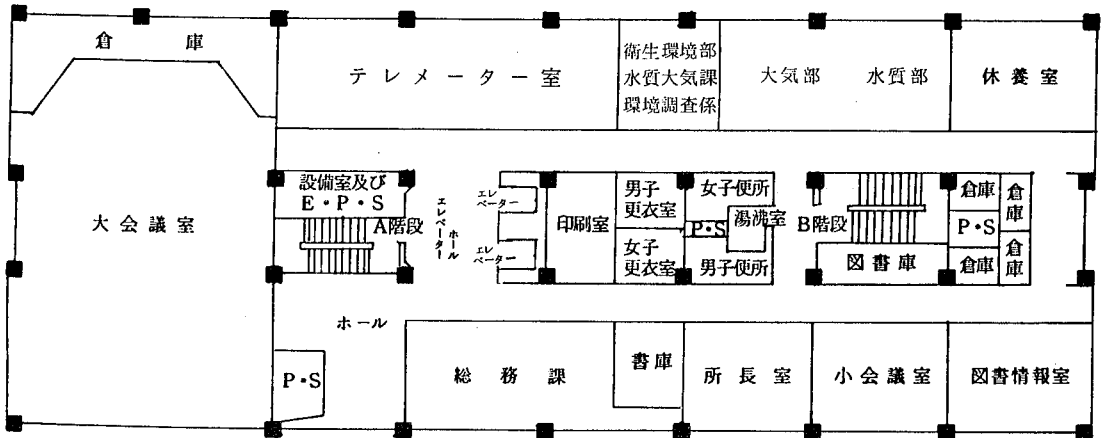 倉庫
テレメーター室
衛生環境部
水質大気課
環境調査係
大気部
水質部
休養室
大会議室
設備室及び
E・P・S
A階段
エレベーター
ホール
エレ
ベーター
エレ
ベーター
印刷室
男子
更衣室
女子
更衣室
女子便所
P・S
湯沸室
男子便所
B階段
図書庫
倉庫
P・S
倉庫
倉庫
倉庫
ホール
P・S
総務課
書庫
所長室
小会議室
図書情報室